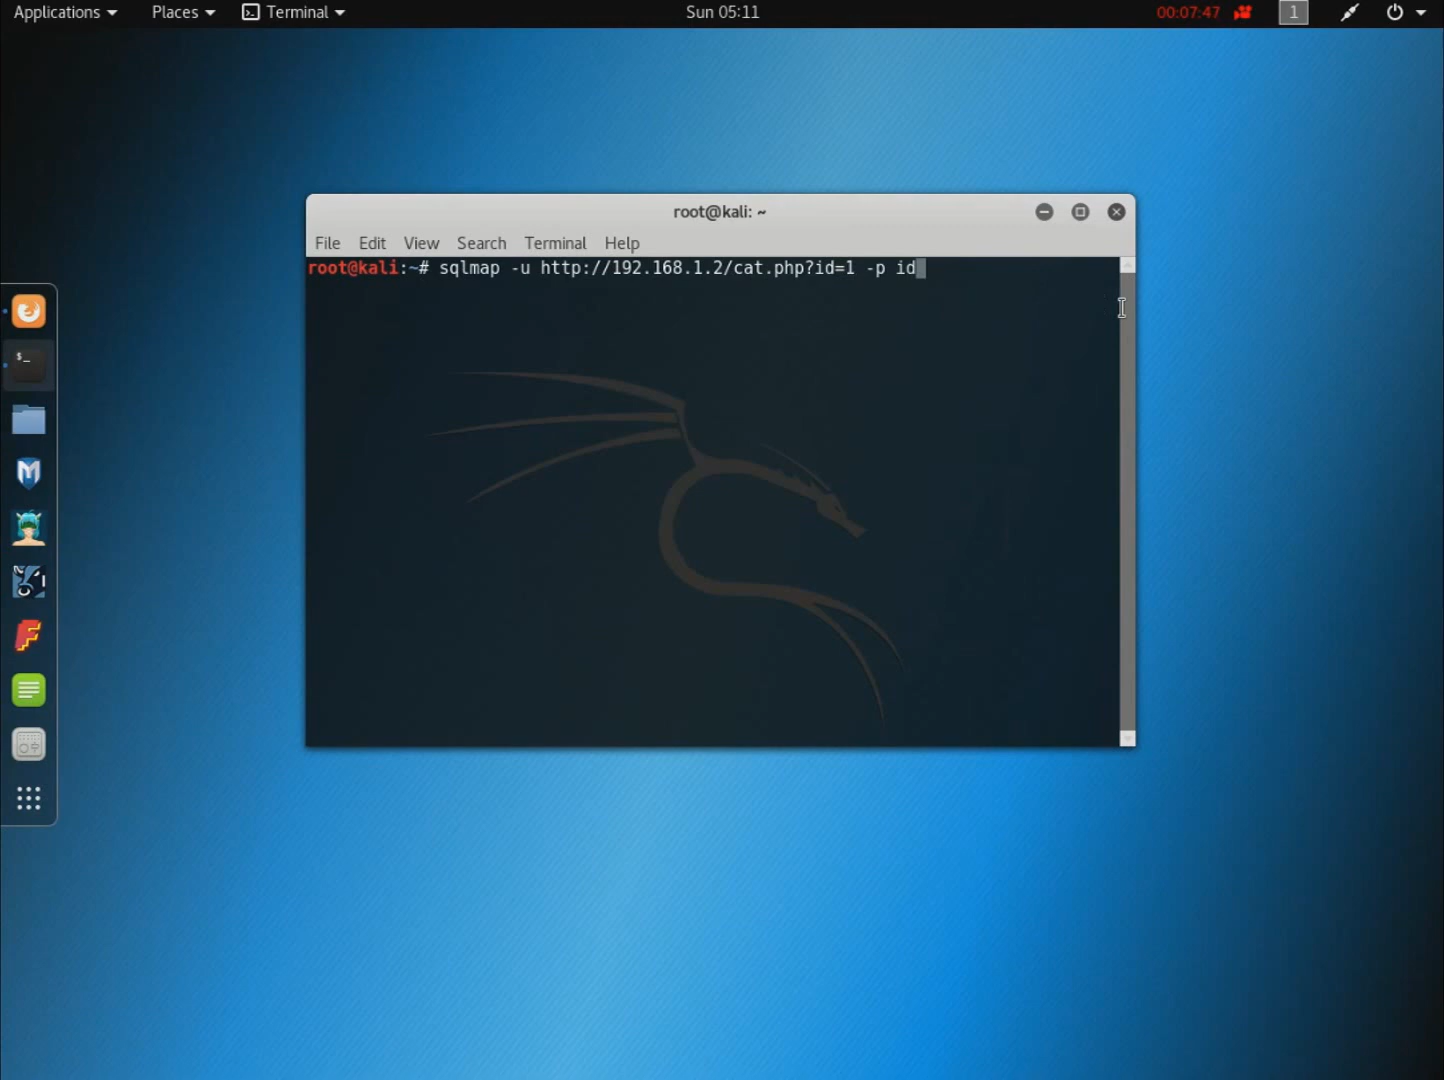 Applications Places Terminal Sun 05:11 00:07:47 1
root@kali: ~
File Edit View Search Terminal Help
root@kali:~# sqlmap -u http://192.168.1.2/cat.php?id=1 -p id
$_